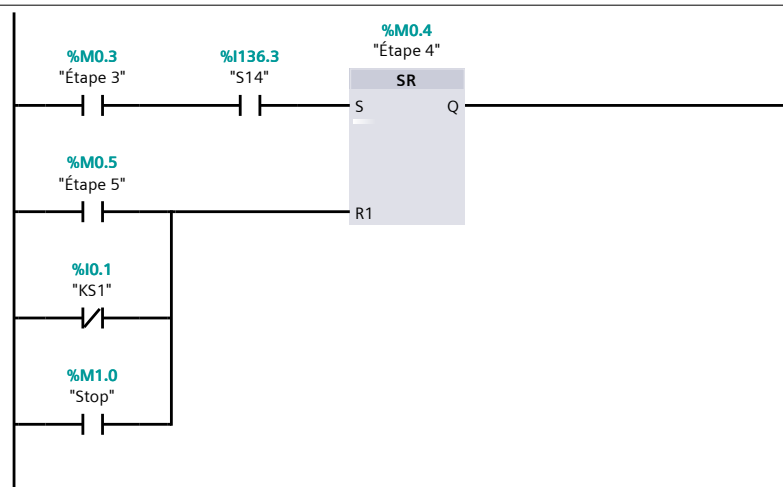 %M0.4
"Étape 4"
%M0.3
"Étape 3"
%I136.3
"S14"
SR
S
Q
%M0.5
"Étape 5"
R1
%I0.1
"KS1"
%M1.0
"Stop"